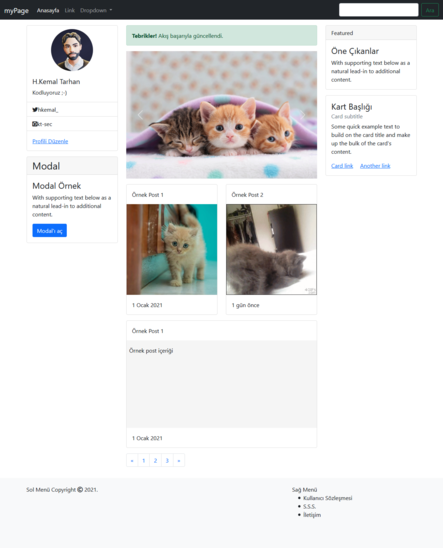 myPage Anasayfa Link Dropdown Ara
H.Kemal Tarhan
Kodluyoruz ;-)
hkemal_
xt-sec
Profili Düzenle
Modal
Modal Örnek
With supporting text below as a
natural lead-in to additional
content.
Modal'ı aç
Tebrikler! Akış başarıyla güncellendi.
Örnek Post 1
1 Ocak 2021
Örnek Post 2
1 gün önce
Örnek Post 1
Örnek post içeriği
1 Ocak 2021
« 1 2 3 »
Featured
Öne Çıkanlar
With supporting text below as a
natural lead-in to additional
content.
Kart Başlığı
Card subtitle
Some quick example text to
build on the card title and make
up the bulk of the card's
content.
Card link Another link
Sol Menü Copyright © 2021.
Sağ Menü
Kullanıcı Sözleşmesi
S.S.S.
İletişim